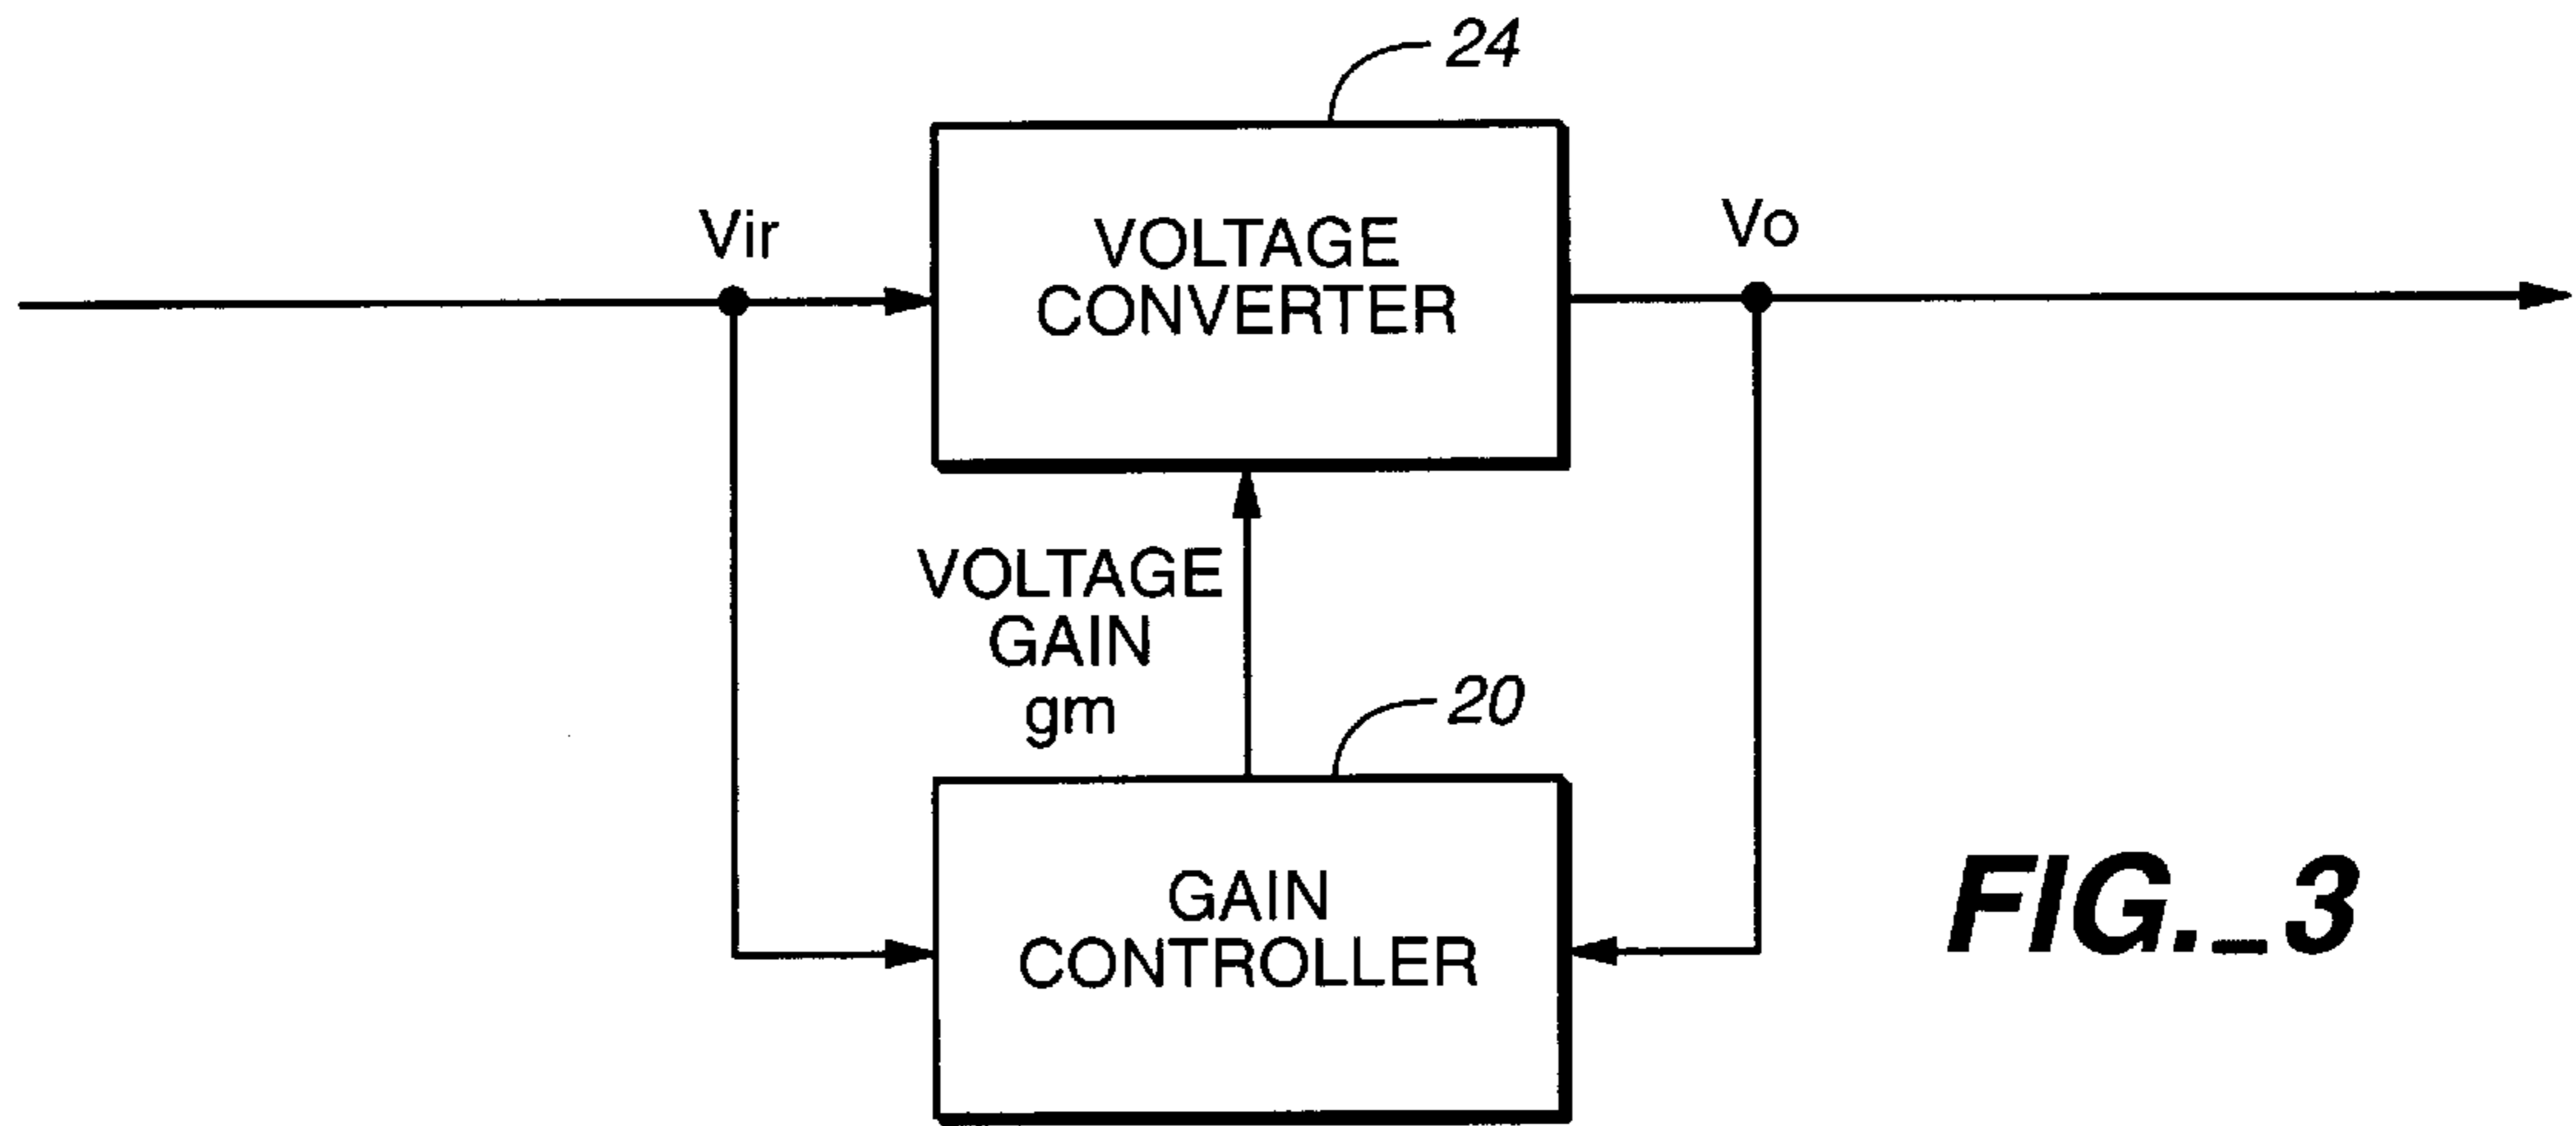 24
Vir
VOLTAGE
CONVERTER
Vo
VOLTAGE
GAIN
gm
20
GAIN
CONTROLLER
FIG._3